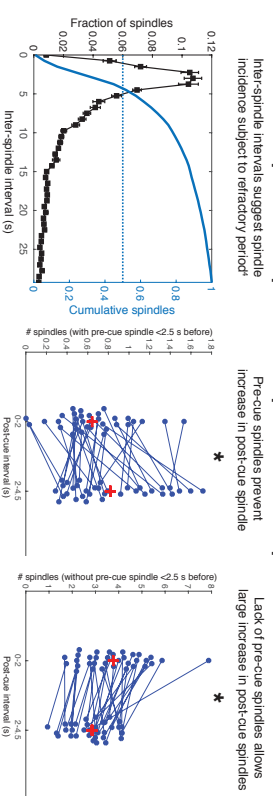 Inter-spindle intervals suggest spindle
incidence subject to refractory period⁴
Fraction of spindles
0 0.02 0.04 0.06 0.08 0.1 0.12
0 5 10 15 20 25
Inter-spindle interval (s)
0 0.2 0.4 0.6 0.8 1
Cumulative spindles
Pre-cue spindles prevent
increase in post-cue spindle
*
# spindles (with pre-cue spindle <2.5 s before)
0 0.2 0.4 0.6 0.8 1 1.2 1.4 1.6 1.8
0-2 2-4.5
Post-cue interval (s)
Lack of pre-cue spindles allows
large increase in post-cue spindles
*
# spindles (without pre-cue spindle <2.5 s before)
0 1 2 3 4 5 6 7 8
0-2 2-4.5
Post-cue interval (s)